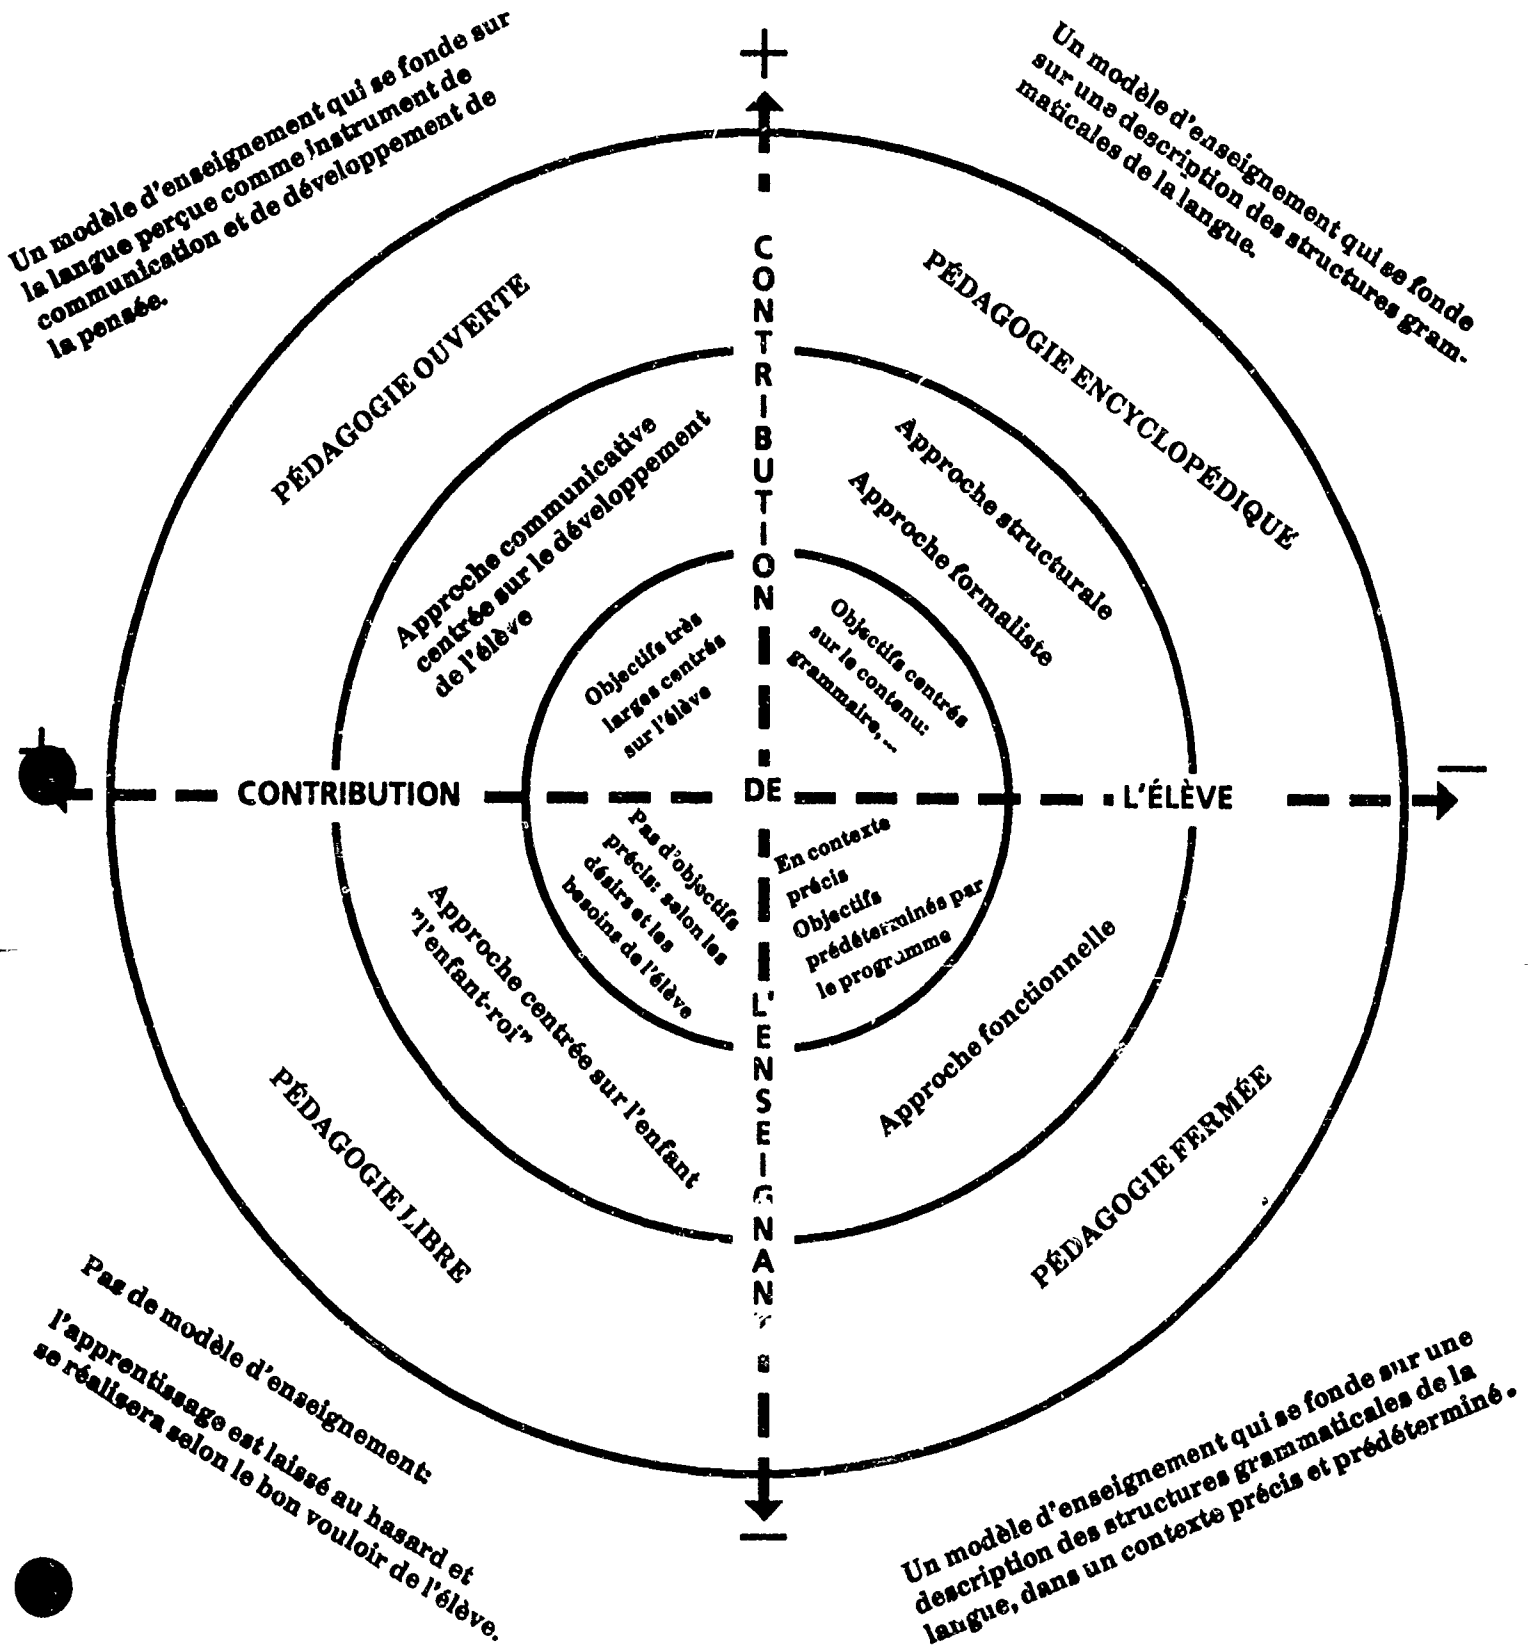 Un modèle d'enseignement qui se fonde sur
la langue perçue comme instrument de
communication et de développement de
la pensée.
+
Un modèle d'enseignement qui se fonde
sur une description des structures gram-
maticales de la langue.
PÉDAGOGIE OUVERTE
PÉDAGOGIE ENCYCLOPÉDIQUE
Approche communicative
centrée sur le développement
de l'élève
Approche structurale
Approche formaliste
Objectifs très
larges centrés
sur l'élève
Objectifs centrés
sur le contenu:
grammaire,...
CONTRIBUTION
DE
L'ENSEIGNANT
+
CONTRIBUTION DE L'ÉLÈVE
—
Pas d'objectifs
précis: selon les
désirs et les
besoins de l'élève
En contexte
précis
Objectifs
prédéterminés par
le programme
Approche centrée sur l'enfant
"l'enfant-roi"
Approche fonctionnelle
PÉDAGOGIE LIBRE
PÉDAGOGIE FERMÉE
Pas de modèle d'enseignement:
l'apprentissage est laissé au hasard et
se réalisera selon le bon vouloir de l'élève.
—
Un modèle d'enseignement qui se fonde sur une
description des structures grammaticales de la
langue, dans un contexte précis et prédéterminé.